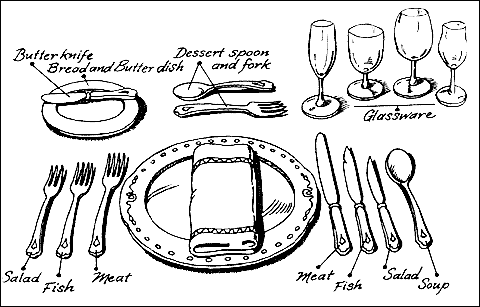 Butter knife
Bread and Butter dish
Dessert spoon
and fork
Glassware
Salad
Fish
Meat
Meat
Fish
Salad
Soup